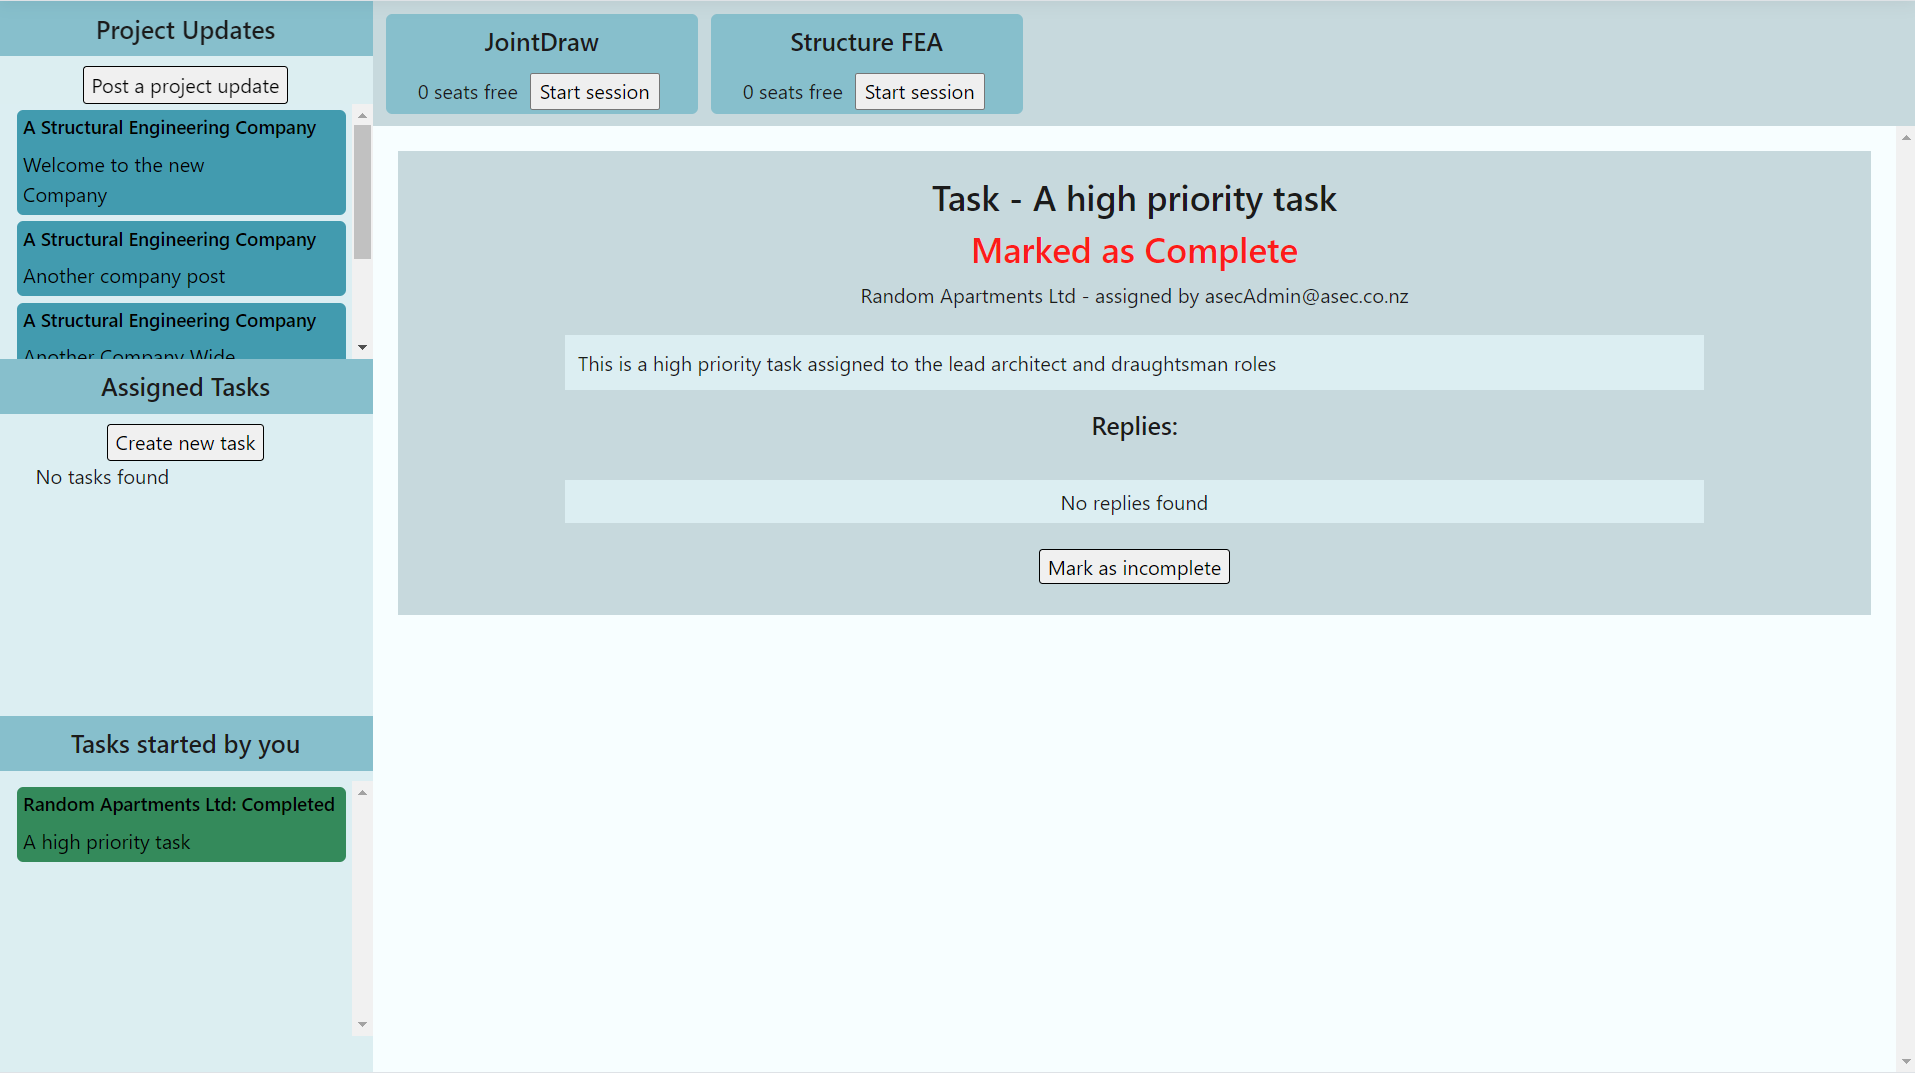 Project Updates
Post a project update
A Structural Engineering Company
Welcome to the new
Company
A Structural Engineering Company
Another company post
A Structural Engineering Company
Another Company Wide
Assigned Tasks
Create new task
No tasks found
Tasks started by you
Random Apartments Ltd: Completed
A high priority task
JointDraw
0 seats free Start session
Structure FEA
0 seats free Start session
Task - A high priority task
Marked as Complete
Random Apartments Ltd - assigned by asecAdmin@asec.co.nz
This is a high priority task assigned to the lead architect and draughtsman roles
Replies:
No replies found
Mark as incomplete